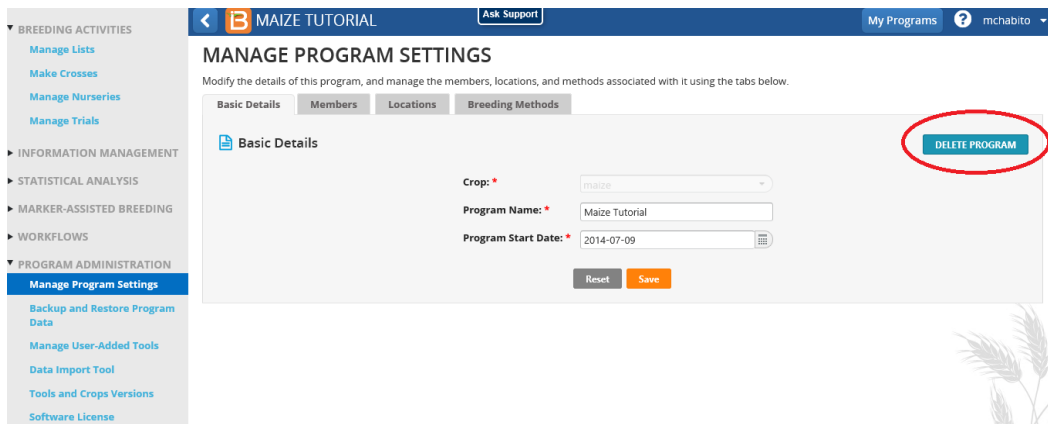 BREEDING ACTIVITIES
Manage Lists
Make Crosses
Manage Nurseries
Manage Trials
INFORMATION MANAGEMENT
STATISTICAL ANALYSIS
MARKER-ASSISTED BREEDING
WORKFLOWS
PROGRAM ADMINISTRATION
Manage Program Settings
Backup and Restore Program
Data
Manage User-Added Tools
Data Import Tool
Tools and Crops Versions
Software License
B MAIZE TUTORIAL
Ask Support
My Programs ? mchabito
MANAGE PROGRAM SETTINGS
Modify the details of this program, and manage the members, locations, and methods associated with it using the tabs below.
Basic Details Members Locations Breeding Methods
Basic Details
DELETE PROGRAM
Crop: * maize
Program Name: * Maize Tutorial
Program Start Date: * 2014-07-09
Reset Save